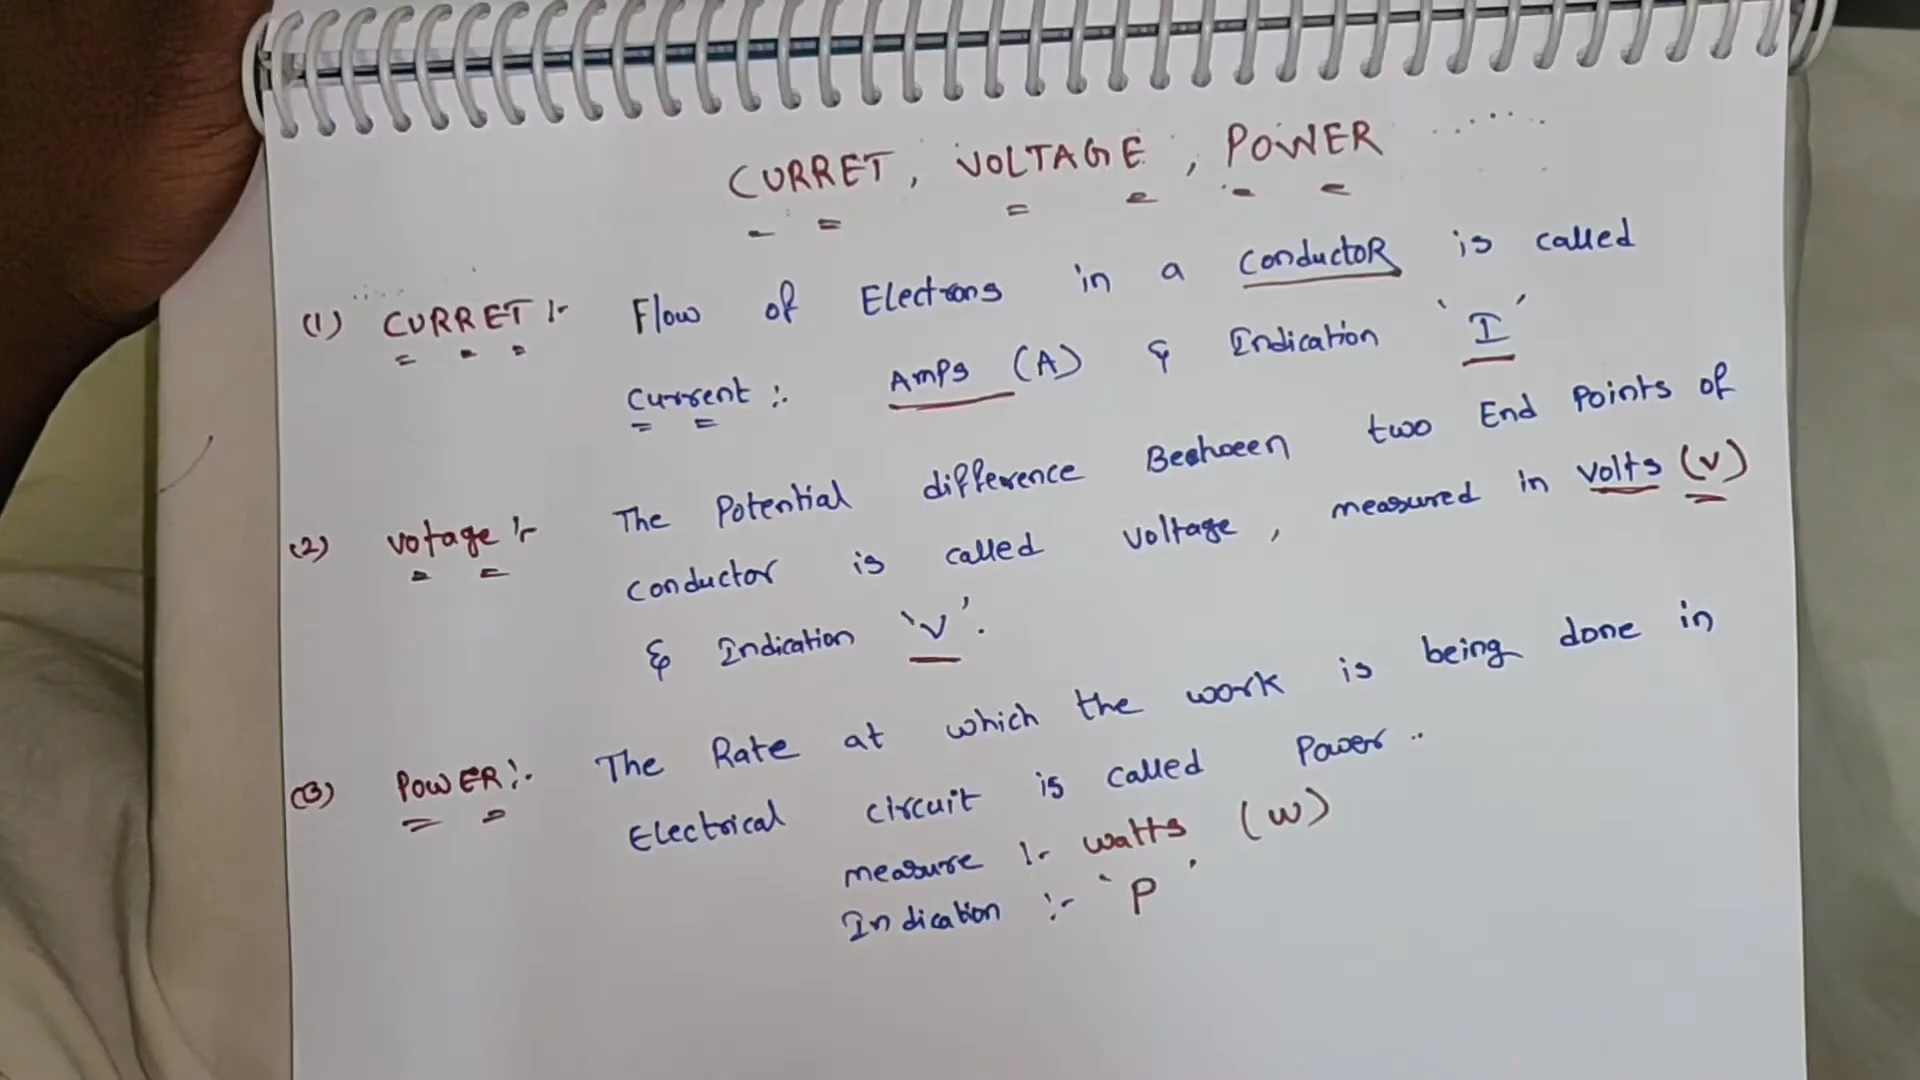 CURRET, VOLTAGE, POWER
(1) CURRET :- Flow of Electrons in a conductoR is called
Current :. Amps (A) & Indication 'I'
(2) votage :- The Potential difference Beetween two End Points of
conductor is called voltage, measured in volts (V)
& Indication 'V'.
(3) POWER :- The Rate at which the work is being done in
Electrical circuit is called Power..
measure :- watts (W)
Indication :- 'P'